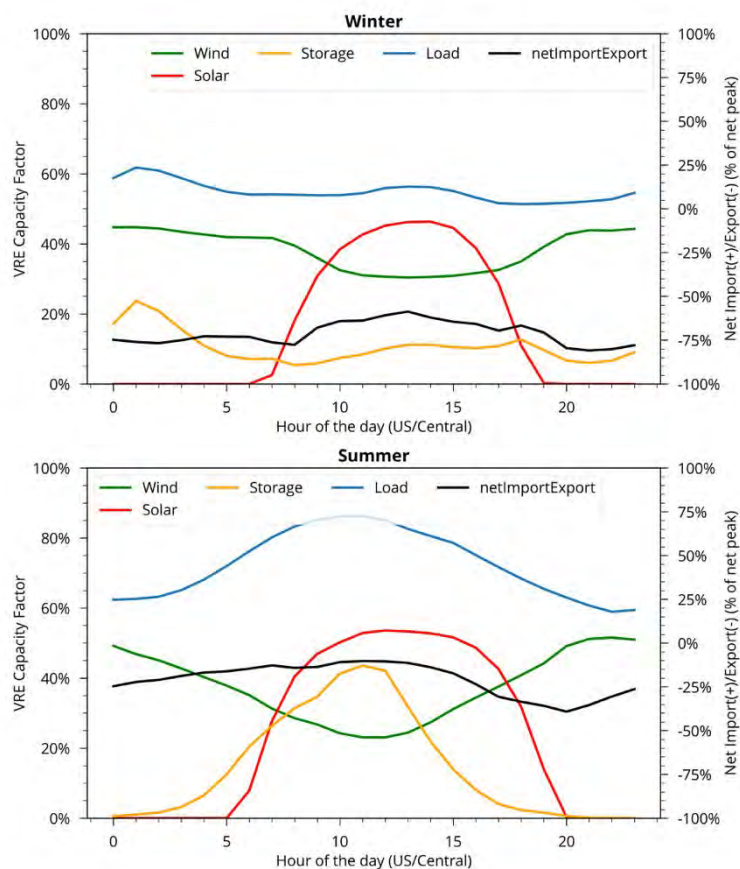 Winter
Wind Storage Load netImportExport
Solar
100%
80%
60%
40%
20%
0%
VRE Capacity Factor
100%
75%
50%
25%
0%
-25%
-50%
-75%
-100%
Net Import(+)/Export(-) (% of net peak)
0 5 10 15 20
Hour of the day (US/Central)
Summer
Wind Storage Load netImportExport
Solar
100%
80%
60%
40%
20%
0%
VRE Capacity Factor
100%
75%
50%
25%
0%
-25%
-50%
-75%
-100%
Net Import(+)/Export(-) (% of net peak)
0 5 10 15 20
Hour of the day (US/Central)